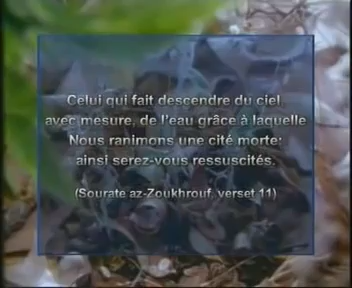 Celui qui fait descendre du ciel
avec mesure, de l'eau grâce à laquelle
Nous ranimons une cité morte:
ainsi serez-vous ressuscités.
(Sourate az-Zoukhrouf, verset 11)